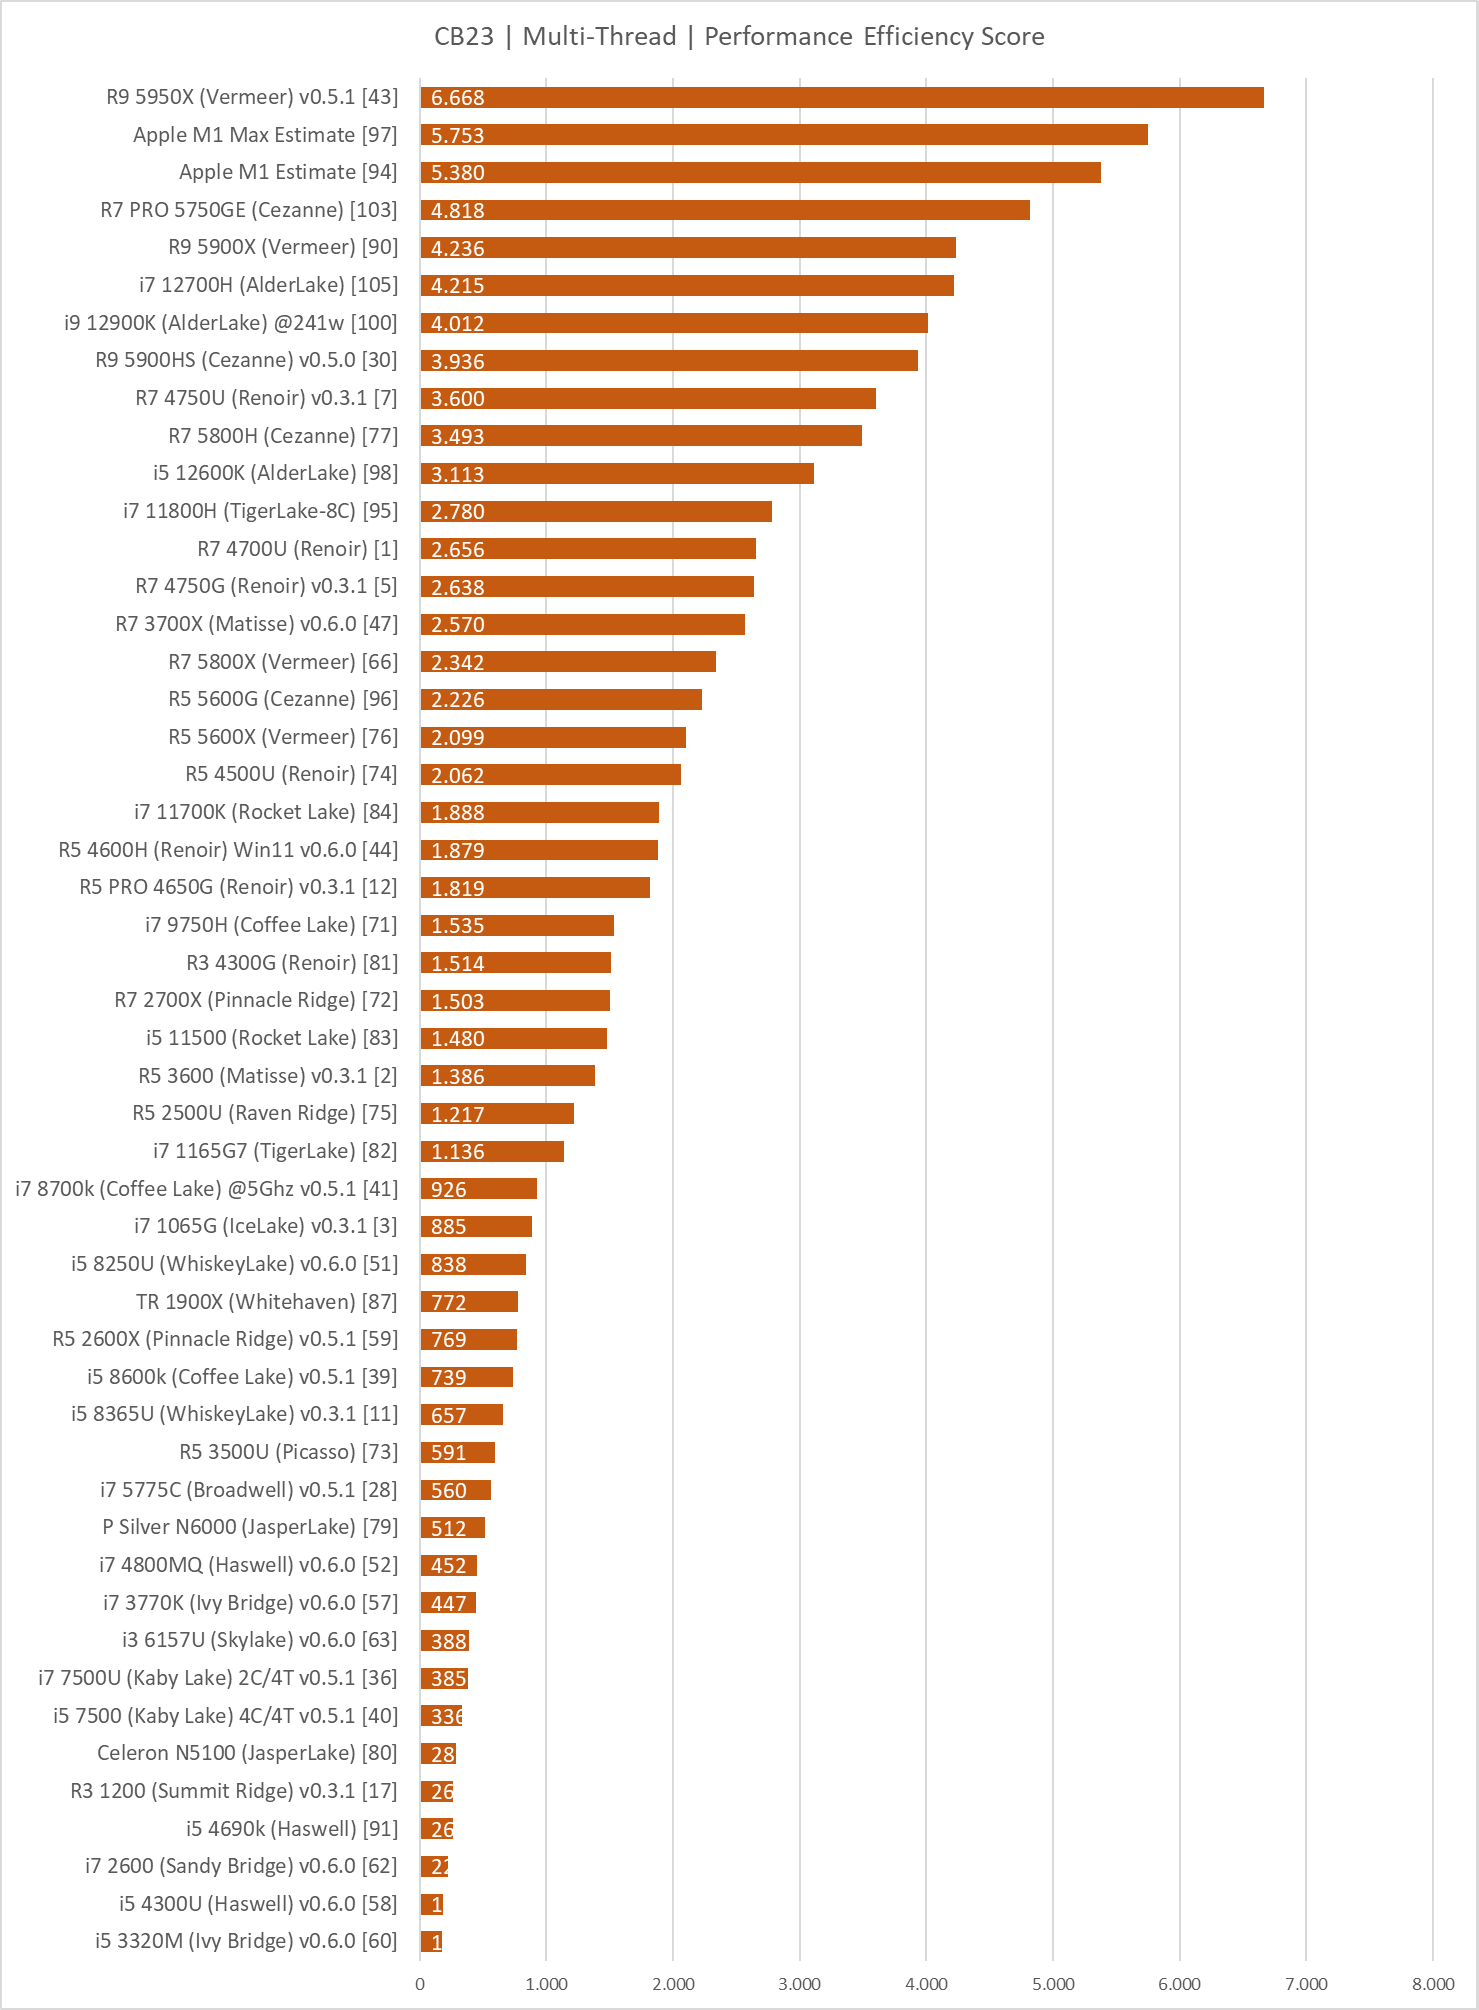 CB23 | Multi-Thread | Performance Efficiency Score
R9 5950X (Vermeer) v0.5.1 [43] 6.668
Apple M1 Max Estimate [97] 5.753
Apple M1 Estimate [94] 5.380
R7 PRO 5750GE (Cezanne) [103] 4.818
R9 5900X (Vermeer) [90] 4.236
i7 12700H (AlderLake) [105] 4.215
i9 12900K (AlderLake) @241w [100] 4.012
R9 5900HS (Cezanne) v0.5.0 [30] 3.936
R7 4750U (Renoir) v0.3.1 [7] 3.600
R7 5800H (Cezanne) [77] 3.493
i5 12600K (AlderLake) [98] 3.113
i7 11800H (TigerLake-8C) [95] 2.780
R7 4700U (Renoir) [1] 2.656
R7 4750G (Renoir) v0.3.1 [5] 2.638
R7 3700X (Matisse) v0.6.0 [47] 2.570
R7 5800X (Vermeer) [66] 2.342
R5 5600G (Cezanne) [96] 2.226
R5 5600X (Vermeer) [76] 2.099
R5 4500U (Renoir) [74] 2.062
i7 11700K (Rocket Lake) [84] 1.888
R5 4600H (Renoir) Win11 v0.6.0 [44] 1.879
R5 PRO 4650G (Renoir) v0.3.1 [12] 1.819
i7 9750H (Coffee Lake) [71] 1.535
R3 4300G (Renoir) [81] 1.514
R7 2700X (Pinnacle Ridge) [72] 1.503
i5 11500 (Rocket Lake) [83] 1.480
R5 3600 (Matisse) v0.3.1 [2] 1.386
R5 2500U (Raven Ridge) [75] 1.217
i7 1165G7 (TigerLake) [82] 1.136
i7 8700k (Coffee Lake) @5Ghz v0.5.1 [41] 926
i7 1065G (IceLake) v0.3.1 [3] 885
i5 8250U (WhiskeyLake) v0.6.0 [51] 838
TR 1900X (Whitehaven) [87] 772
R5 2600X (Pinnacle Ridge) v0.5.1 [59] 769
i5 8600k (Coffee Lake) v0.5.1 [39] 739
i5 8365U (WhiskeyLake) v0.3.1 [11] 657
R5 3500U (Picasso) [73] 591
i7 5775C (Broadwell) v0.5.1 [28] 560
P Silver N6000 (JasperLake) [79] 512
i7 4800MQ (Haswell) v0.6.0 [52] 452
i7 3770K (Ivy Bridge) v0.6.0 [57] 447
i3 6157U (Skylake) v0.6.0 [63] 388
i7 7500U (Kaby Lake) 2C/4T v0.5.1 [36] 385
i5 7500 (Kaby Lake) 4C/4T v0.5.1 [40] 336
Celeron N5100 (JasperLake) [80] 28
R3 1200 (Summit Ridge) v0.3.1 [17] 26
i5 4690k (Haswell) [91] 26
i7 2600 (Sandy Bridge) v0.6.0 [62] 22
i5 4300U (Haswell) v0.6.0 [58] 1
i5 3320M (Ivy Bridge) v0.6.0 [60] 1
0 1.000 2.000 3.000 4.000 5.000 6.000 7.000 8.000